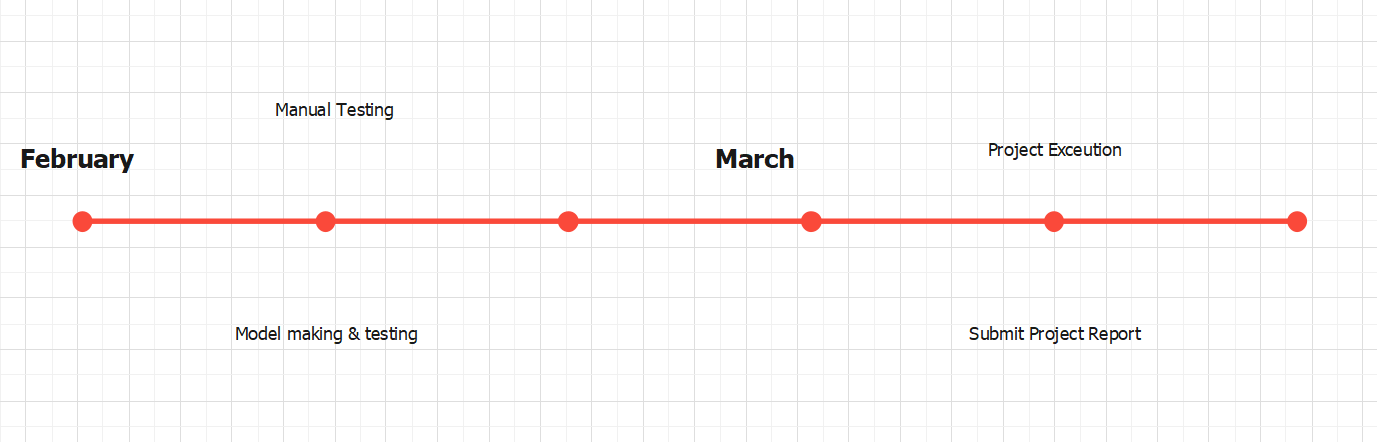 Manual Testing
February
March
Project Exceution
Model making & testing
Submit Project Report